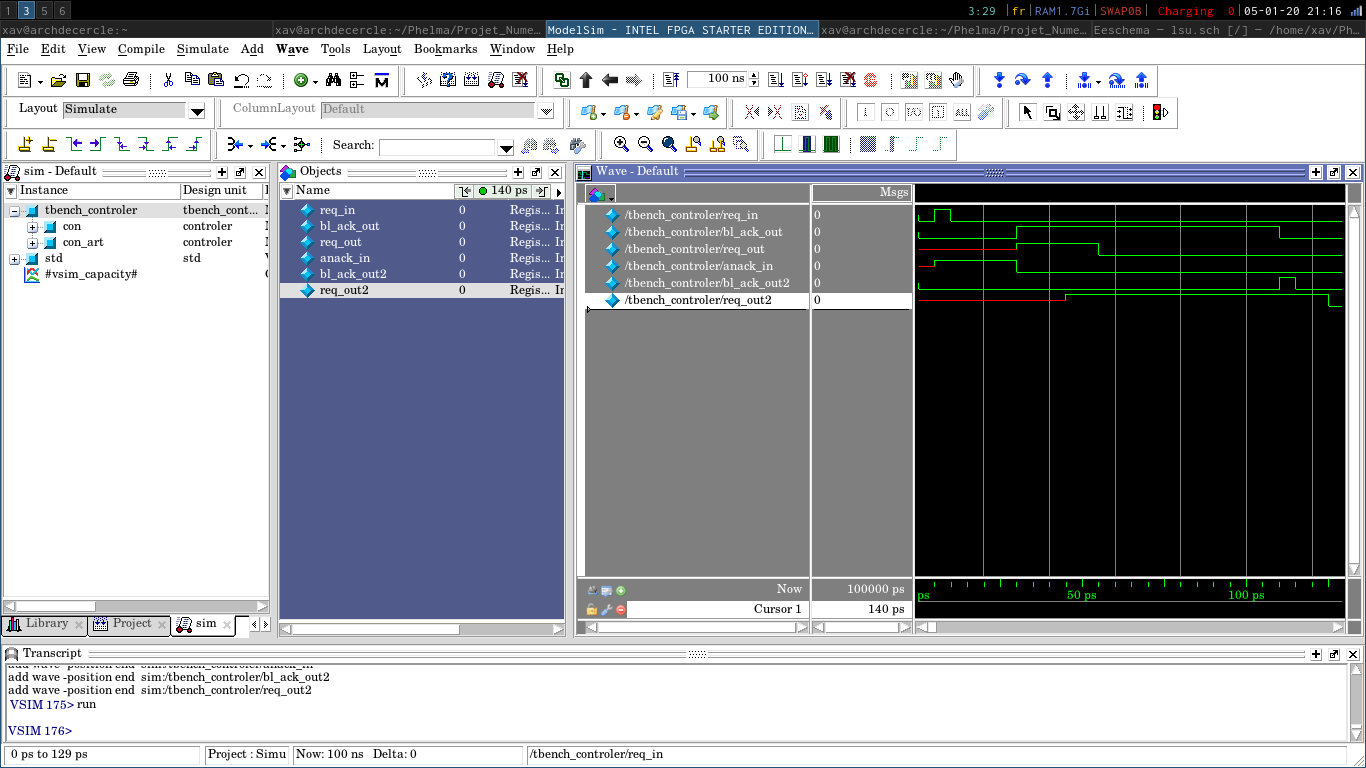 1 3 5 6 3:29 fr RAM1.7Gi SWAP0B Charging 0 05-01-20 21:16
xav@archdecercle:~ xav@archdecercle:~/Phelma/Projet_Nume... ModelSim - INTEL FPGA STARTER EDITION... xav@archdecercle:~/Phelma/Projet_Nume... Eeschema — lsu.sch [/] — /home/xav/Ph...
File Edit View Compile Simulate Add Wave Tools Layout Bookmarks Window Help
100 ns
Layout Simulate ColumnLayout Default
Search:
sim - Default Objects Wave - Default
Instance Design unit Name 140 ps Msgs
tbench_controler tbench_cont...
con controler
con_art controler
std std
#vsim_capacity#
req_in 0 Regis... In
bl_ack_out 0 Regis... In
req_out 0 Regis... In
anack_in 0 Regis... In
bl_ack_out2 0 Regis... In
req_out2 0 Regis... In
/tbench_controler/req_in 0
/tbench_controler/bl_ack_out 0
/tbench_controler/req_out 0
/tbench_controler/anack_in 0
/tbench_controler/bl_ack_out2 0
/tbench_controler/req_out2 0
Now 100000 ps ps 50 ps 100 ps
Cursor 1 140 ps
Library Project sim
Transcript
add wave -position end sim:/tbench_controler/anack_in
add wave -position end sim:/tbench_controler/bl_ack_out2
add wave -position end sim:/tbench_controler/req_out2
VSIM 175> run
VSIM 176>
0 ps to 129 ps Project : Simu Now: 100 ns Delta: 0 /tbench_controler/req_in